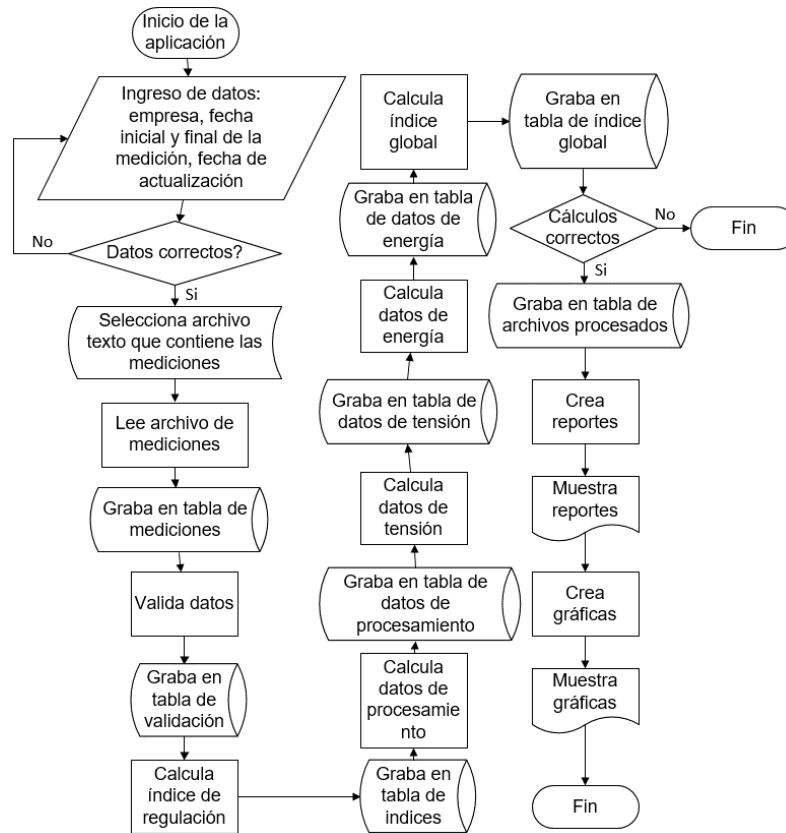 Inicio de la
aplicación
Ingreso de datos:
empresa, fecha
inicial y final de la
medición, fecha de
actualización
No
Datos correctos?
Si
Selecciona archivo
texto que contiene las
mediciones
Lee archivo de
mediciones
Graba en tabla de
mediciones
Valida datos
Graba en
tabla de
validación
Calcula
índice de
regulación
Graba en
tabla de
indices
Calcula
datos de
procesamie
nto
Graba en tabla de
datos de
procesamiento
Calcula
datos de
tensión
Graba en tabla de
datos de tensión
Calcula
datos de
energía
Graba en tabla
de datos de
energía
Calcula
índice
global
Graba en
tabla de índice
global
Cálculos
correctos
No
Fin
Si
Graba en tabla de
archivos procesados
Crea
reportes
Muestra
reportes
Crea
gráficas
Muestra
gráficas
Fin